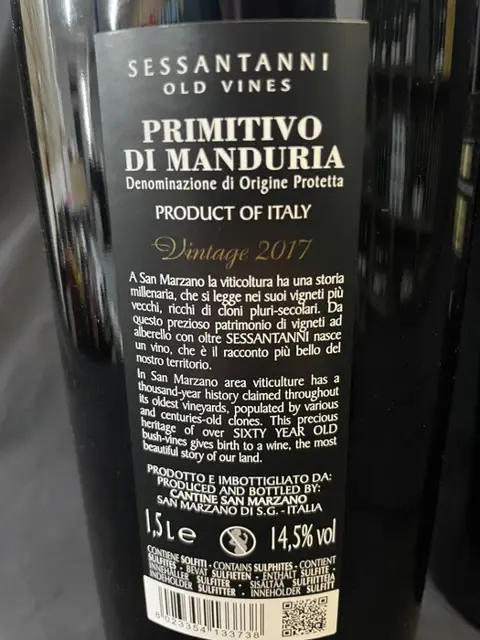 SESSANTANNI
OLD VINES
PRIMITIVO
DI MANDURIA
Denominazione di Origine Protetta
PRODUCT OF ITALY
Vintage 2017
A San Marzano la viticoltura ha una storia
millenaria, che si legge nei suoi vigneti più
vecchi, ricchi di cloni pluri-secolari. Da
questo prezioso patrimonio di vigneti ad
alberello con oltre SESSANTANNI nasce
un vino, che è il racconto più bello del
nostro territorio.
In San Marzano area viticulture has a
thousand-year history claimed throughout
its oldest vineyards, populated by various
and centuries-old clones. This precious
heritage of over SIXTY YEAR OLD
bush-vines gives birth to a wine, the most
beautiful story of our land.
PRODOTTO E IMBOTTIGLIATO DA:
PRODUCED AND BOTTLED BY:
CANTINE SAN MARZANO
SAN MARZANO DI S.G. - ITALIA
1,5 L e 14,5% vol
CONTIENE SOLFITI - CONTAINS SULPHITES - CONTIENT
SULFITES - BEVAT SULFIETEN - ENTHÄLT SULFITE -
INNEHÅLLER SULFITER - SISÄLTÄÄ SULFIITTEJA
INDEHOLDER SULFITTER - INNEHOLDER SULFITT
8 023354 133738